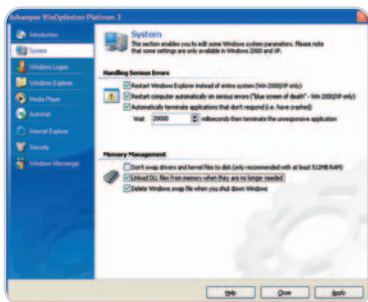 Ashampoo WinOptimizer Platinum 3
Introduction
System
Windows Logon
Windows Explorer
Media Player
Autostart
Internet Explorer
Security
Windows Messenger
System
This section enables you to edit some Windows system parameters. Please note
that some settings are only available in Windows 2000 and XP.
Handling Serious Errors
Restart Windows Explorer instead of entire system (Win 2000/XP only)
Restart computer automatically on serious errors ("blue screen of death" - Win 2000/XP only)
Automatically terminate applications that don't respond (i.e. have crashed)
Wait 20000 milliseconds then terminate the unresponsive application
Memory Management
Don't swap drivers and kernel files to disk (only recommended with at least 512MB RAM)
Unload DLL files from memory when they are no longer needed
Delete Windows swap file when you shut down Windows
Help Close Apply